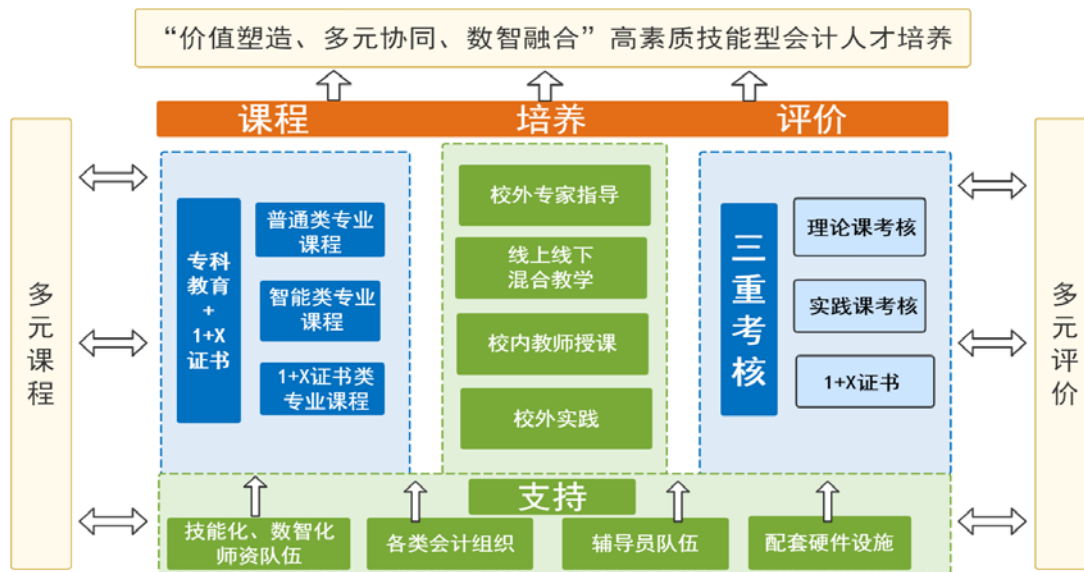 “价值塑造、多元协同、数智融合”高素质技能型会计人才培养
课程
培养
评价
多元课程
专科
教育
+
1+X
证书
普通类专业
课程
智能类专业
课程
1+X证书类
专业课程
校外专家指导
线上线下
混合教学
校内教师授课
校外实践
三重考核
理论课考核
实践课考核
1+X证书
多元评价
支持
技能化、数智化
师资队伍
各类会计组织
辅导员队伍
配套硬件设施